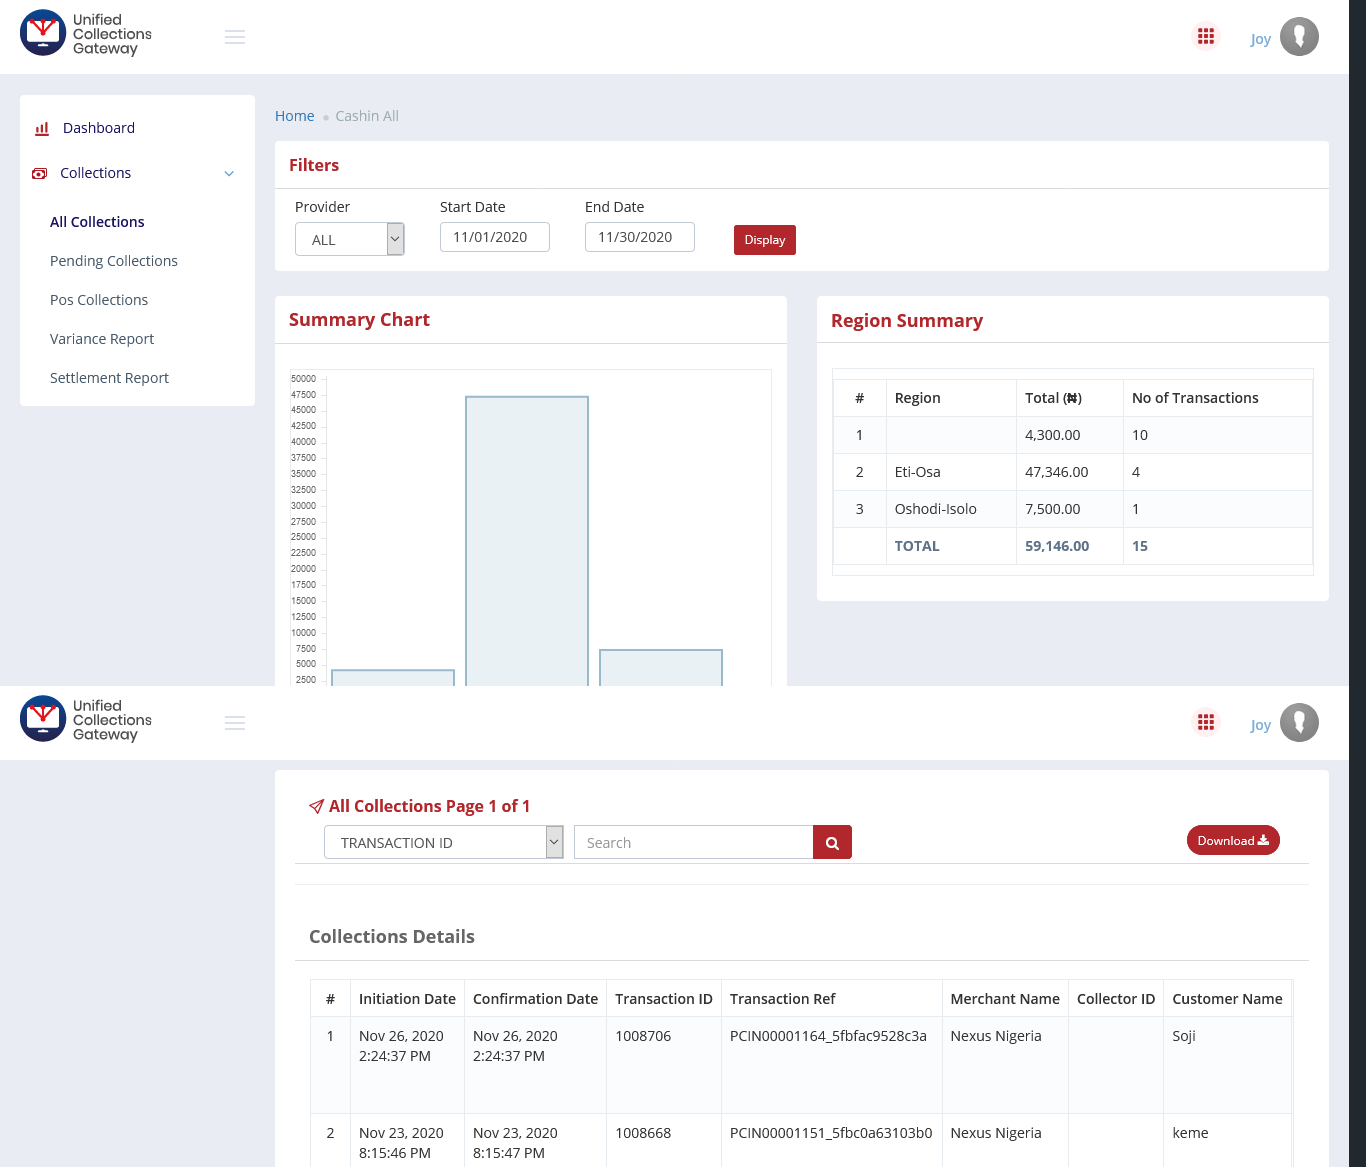 Unified
Collections
Gateway
Joy
Dashboard
Collections
All Collections
Pending Collections
Pos Collections
Variance Report
Settlement Report
Home Cashin All
Filters
Provider Start Date End Date
ALL 11/01/2020 11/30/2020 Display
Summary Chart
50000
47500
45000
42500
40000
37500
35000
32500
30000
27500
25000
22500
20000
17500
15000
12500
10000
7500
5000
2500
Region Summary
# Region Total (₦) No of Transactions
1 4,300.00 10
2 Eti-Osa 47,346.00 4
3 Oshodi-Isolo 7,500.00 1
TOTAL 59,146.00 15
Unified
Collections
Gateway
Joy
All Collections Page 1 of 1
TRANSACTION ID Search Download
Collections Details
# Initiation Date Confirmation Date Transaction ID Transaction Ref Merchant Name Collector ID Customer Name
1 Nov 26, 2020 Nov 26, 2020 1008706 PCIN00001164_5fbfac9528c3a Nexus Nigeria Soji
2:24:37 PM 2:24:37 PM
2 Nov 23, 2020 Nov 23, 2020 1008668 PCIN00001151_5fbc0a63103b0 Nexus Nigeria keme
8:15:46 PM 8:15:47 PM